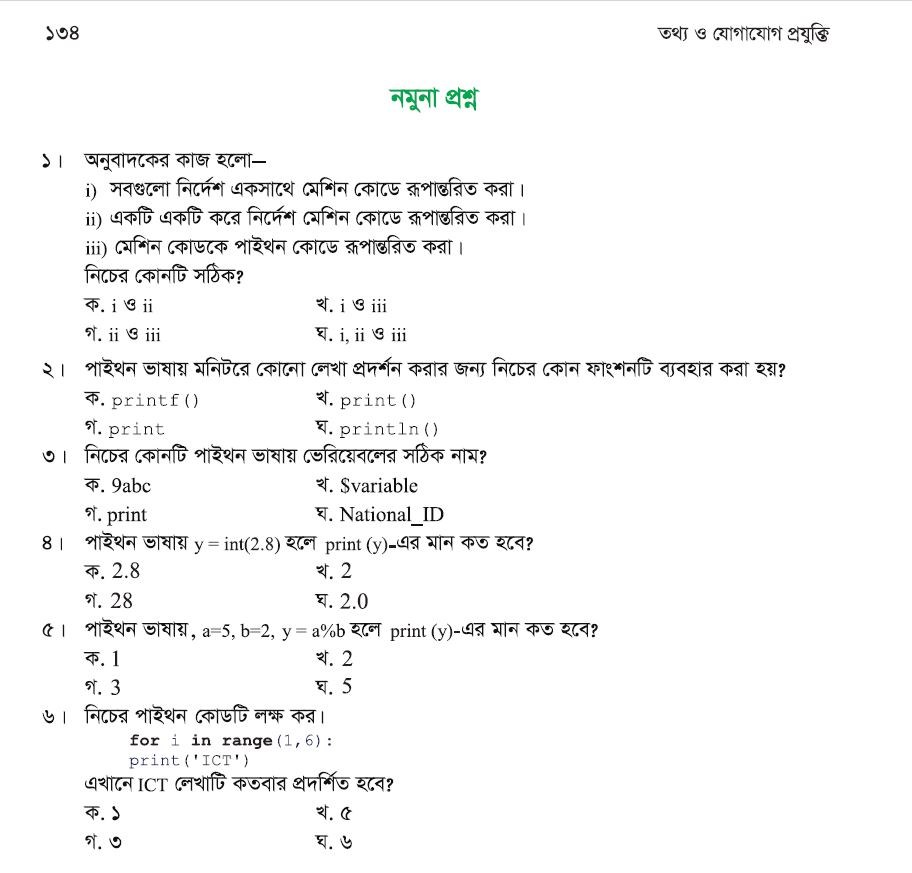 ১৩৪ তথ্য ও যোগাযোগ প্রযুক্তি
নমুনা প্রশ্ন
১। অনুবাদকের কাজ হলো—
i) সবগুলো নির্দেশ একসাথে মেশিন কোডে রূপান্তরিত করা।
ii) একটি একটি করে নির্দেশ মেশিন কোডে রূপান্তরিত করা।
iii) মেশিন কোডকে পাইথন কোডে রূপান্তরিত করা।
নিচের কোনটি সঠিক?
ক. i ও ii খ. i ও iii
গ. ii ও iii ঘ. i, ii ও iii
২। পাইথন ভাষায় মনিটরে কোনো লেখা প্রদর্শন করার জন্য নিচের কোন ফাংশনটি ব্যবহার করা হয়?
ক. printf() খ. print()
গ. print ঘ. println()
৩। নিচের কোনটি পাইথন ভাষায় ভেরিয়েবলের সঠিক নাম?
ক. 9abc খ. $variable
গ. print ঘ. National_ID
৪। পাইথন ভাষায় y = int(2.8) হলে print (y)-এর মান কত হবে?
ক. 2.8 খ. 2
গ. 28 ঘ. 2.0
৫। পাইথন ভাষায়, a=5, b=2, y = a%b হলে print (y)-এর মান কত হবে?
ক. 1 খ. 2
গ. 3 ঘ. 5
৬। নিচের পাইথন কোডটি লক্ষ কর।
for i in range(1,6):
print('ICT')
এখানে ICT লেখাটি কতবার প্রদর্শিত হবে?
ক. ১ খ. ৫
গ. ৩ ঘ. ৬